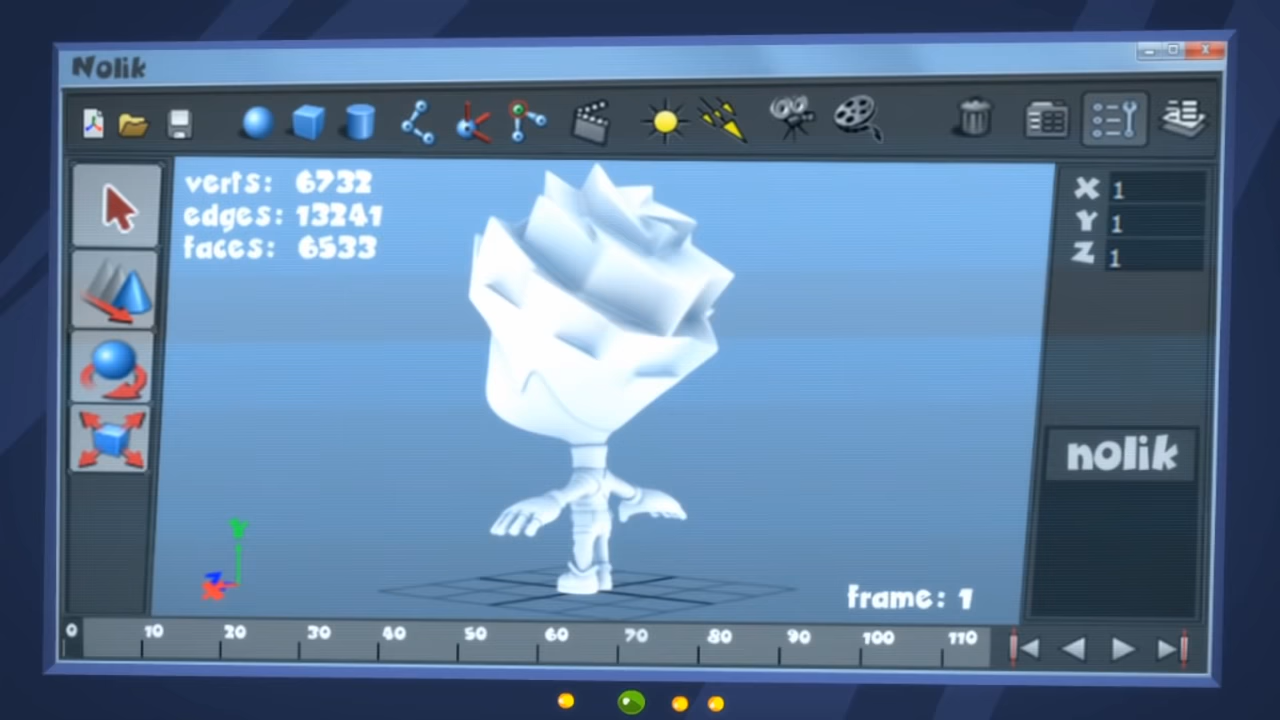 Nolik
verts: 6732
edges: 13241
faces: 6533
X 1
Y 1
Z 1
nolik
Y
Z
X
frame: 1
0 10 20 30 40 50 60 70 80 90 100 110